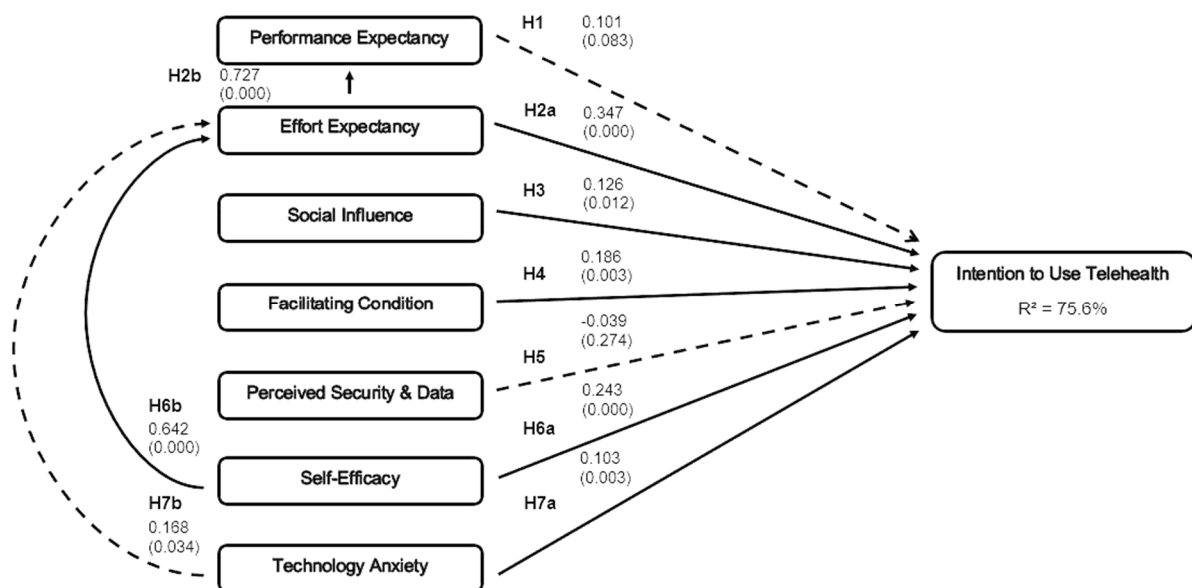 H1
0.101
(0.083)
Performance Expectancy
H2b
0.727
(0.000)
H2a
0.347
(0.000)
Effort Expectancy
H3
0.126
(0.012)
Social Influence
H4
0.186
(0.003)
Facilitating Condition
Intention to Use Telehealth
R² = 75.6%
H5
-0.039
(0.274)
Perceived Security & Data
H6b
0.642
(0.000)
H6a
0.243
(0.000)
Self-Efficacy
H7b
0.168
(0.034)
H7a
0.103
(0.003)
Technology Anxiety